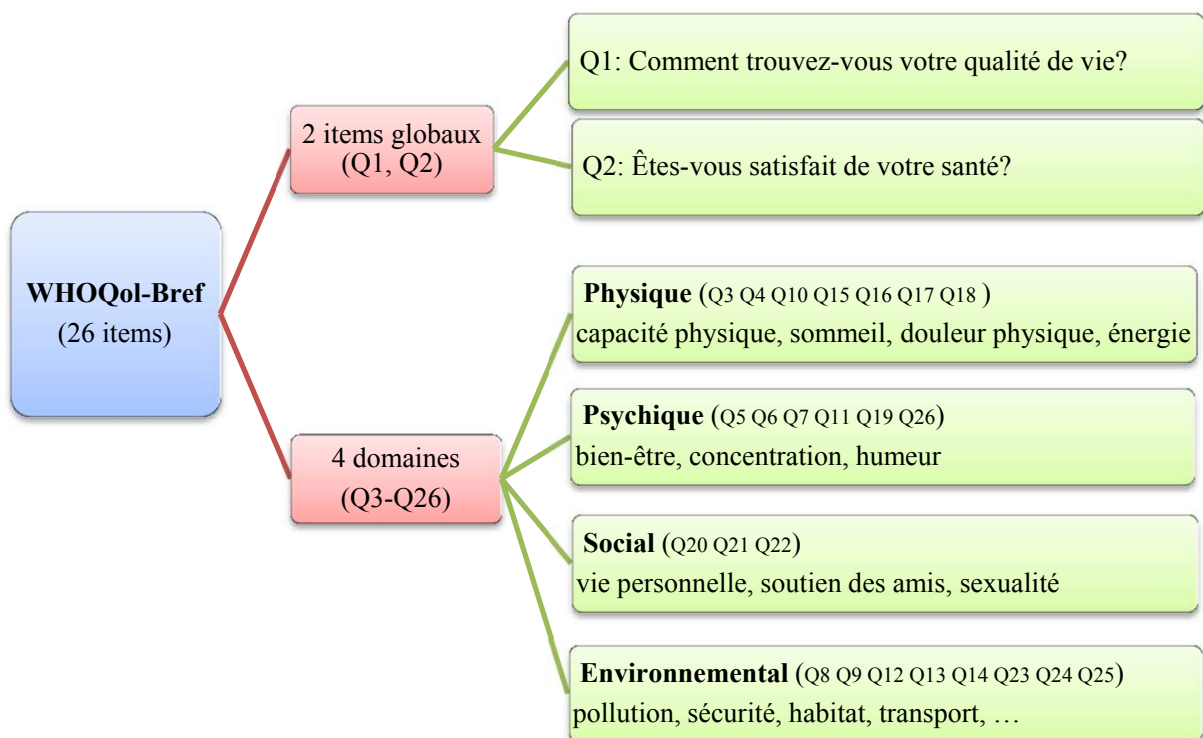 Q1: Comment trouvez-vous votre qualité de vie?
2 items globaux
(Q1, Q2)
Q2: Êtes-vous satisfait de votre santé?
WHOQol-Bref
(26 items)
Physique (Q3 Q4 Q10 Q15 Q16 Q17 Q18 )
capacité physique, sommeil, douleur physique, énergie
Psychique (Q5 Q6 Q7 Q11 Q19 Q26)
bien-être, concentration, humeur
4 domaines
(Q3-Q26)
Social (Q20 Q21 Q22)
vie personnelle, soutien des amis, sexualité
Environnemental (Q8 Q9 Q12 Q13 Q14 Q23 Q24 Q25)
pollution, sécurité, habitat, transport, …